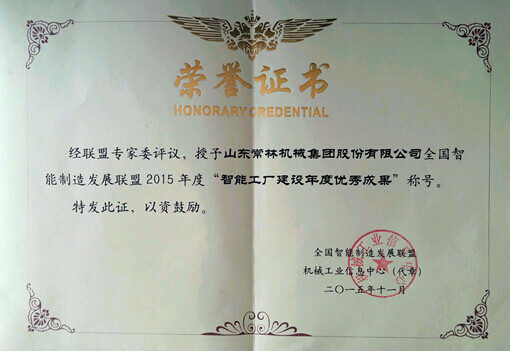 荣誉证书
HONORARY CREDENTIAL
经联盟专家委评议，授予山东常林机械集团股份有限公司全国智
能制造发展联盟2015年度“智能工厂建设年度优秀成果”称号。
特发此证，以资鼓励。
全国智能制造发展联盟
机械工业信息中心（代章）
二〇一五年十一月